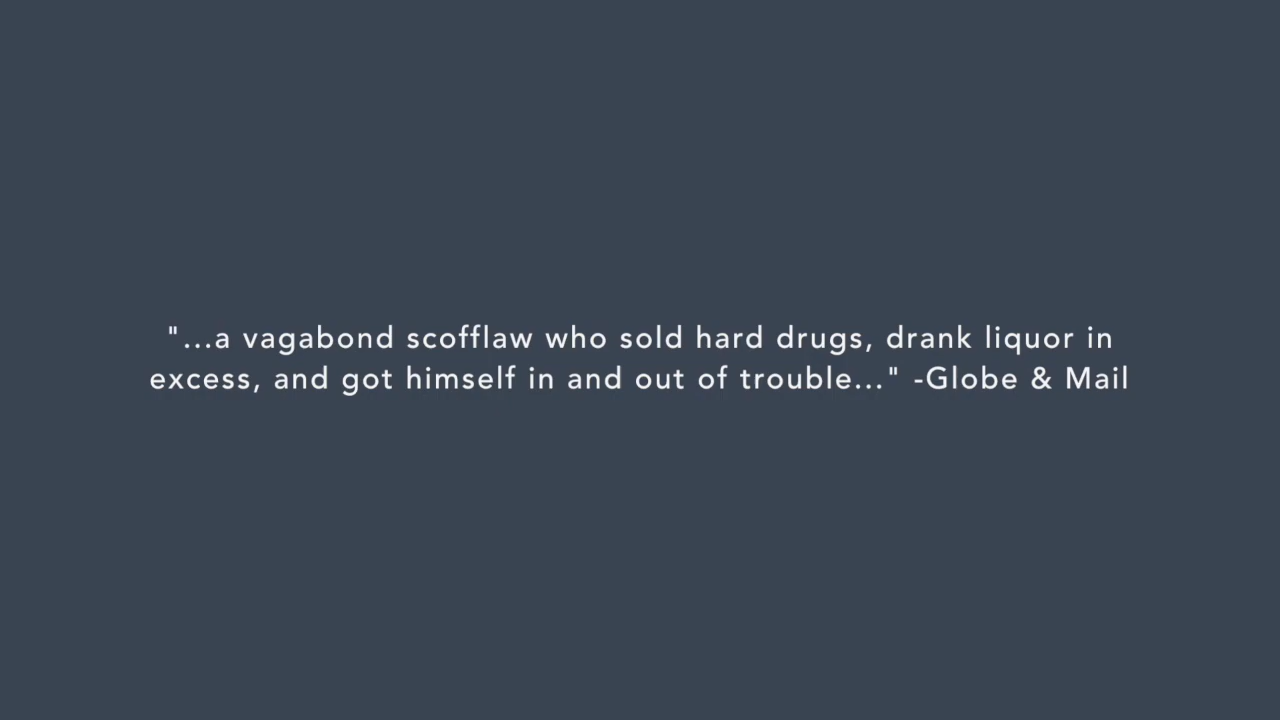 "...a vagabond scofflaw who sold hard drugs, drank liquor in
excess, and got himself in and out of trouble..." -Globe & Mail